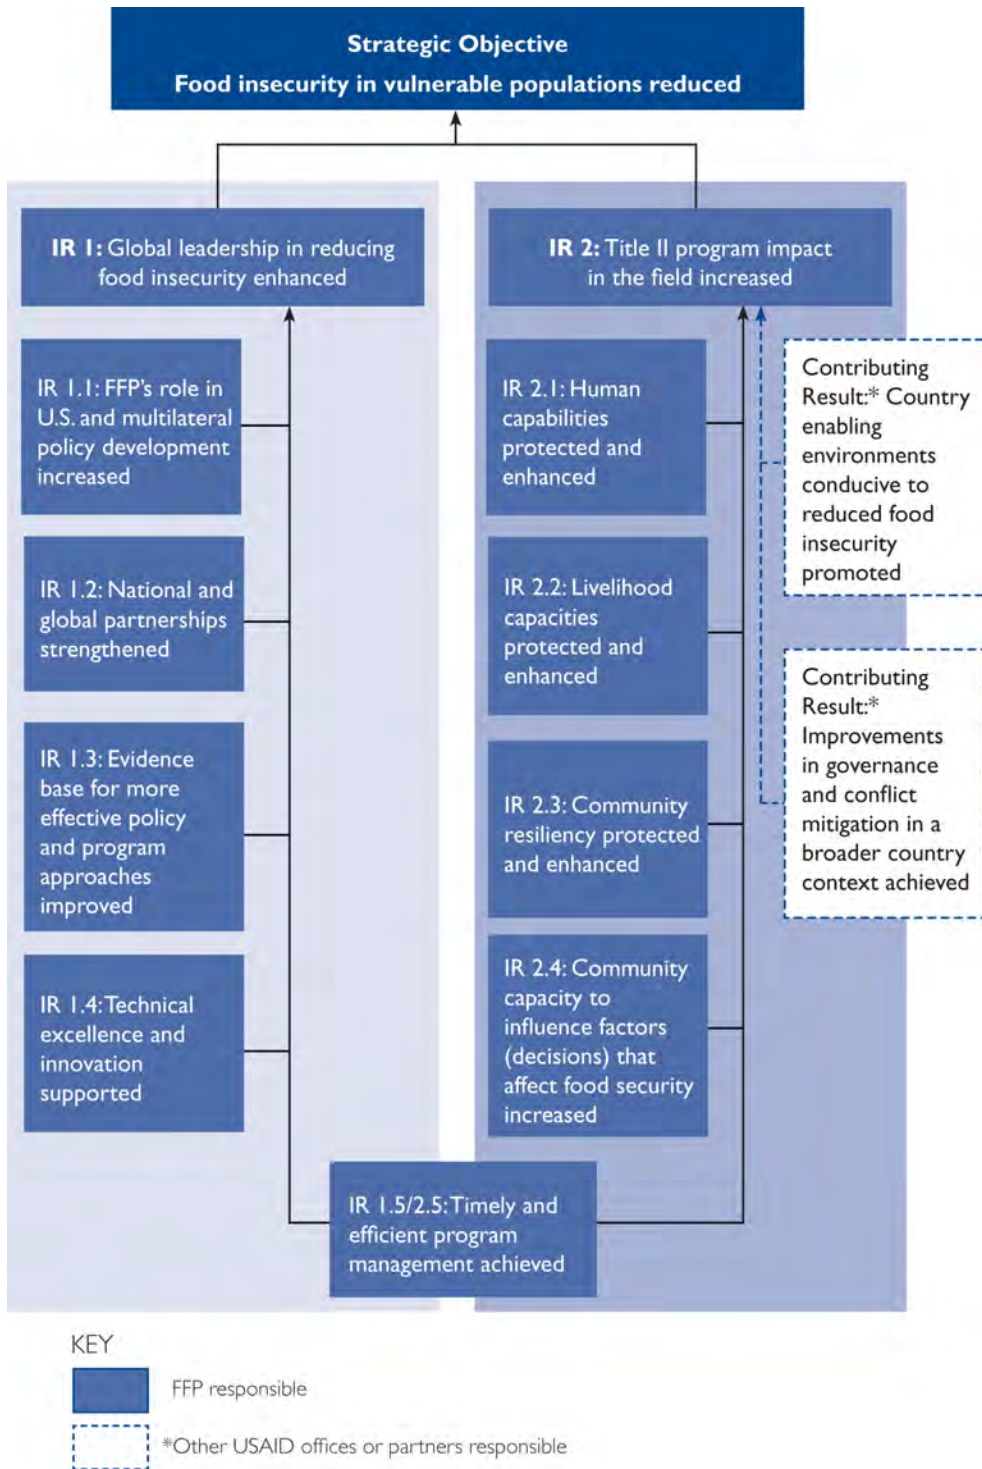 Strategic Objective
Food insecurity in vulnerable populations reduced
IR 1: Global leadership in reducing
food insecurity enhanced
IR 1.1: FFP's role in
U.S. and multilateral
policy development
increased
IR 1.2: National and
global partnerships
strengthened
IR 1.3: Evidence
base for more
effective policy
and program
approaches
improved
IR 1.4: Technical
excellence and
innovation
supported
IR 2: Title II program impact
in the field increased
IR 2.1: Human
capabilities
protected and
enhanced
IR 2.2: Livelihood
capacities
protected and
enhanced
IR 2.3: Community
resiliency protected
and enhanced
IR 2.4: Community
capacity to
influence factors
(decisions) that
affect food security
increased
Contributing
Result:* Country
enabling
environments
conducive to
reduced food
insecurity
promoted
Contributing
Result:*
Improvements
in governance
and conflict
mitigation in a
broader country
context achieved
IR 1.5/2.5: Timely and
efficient program
management achieved
KEY
FFP responsible
*Other USAID offices or partners responsible